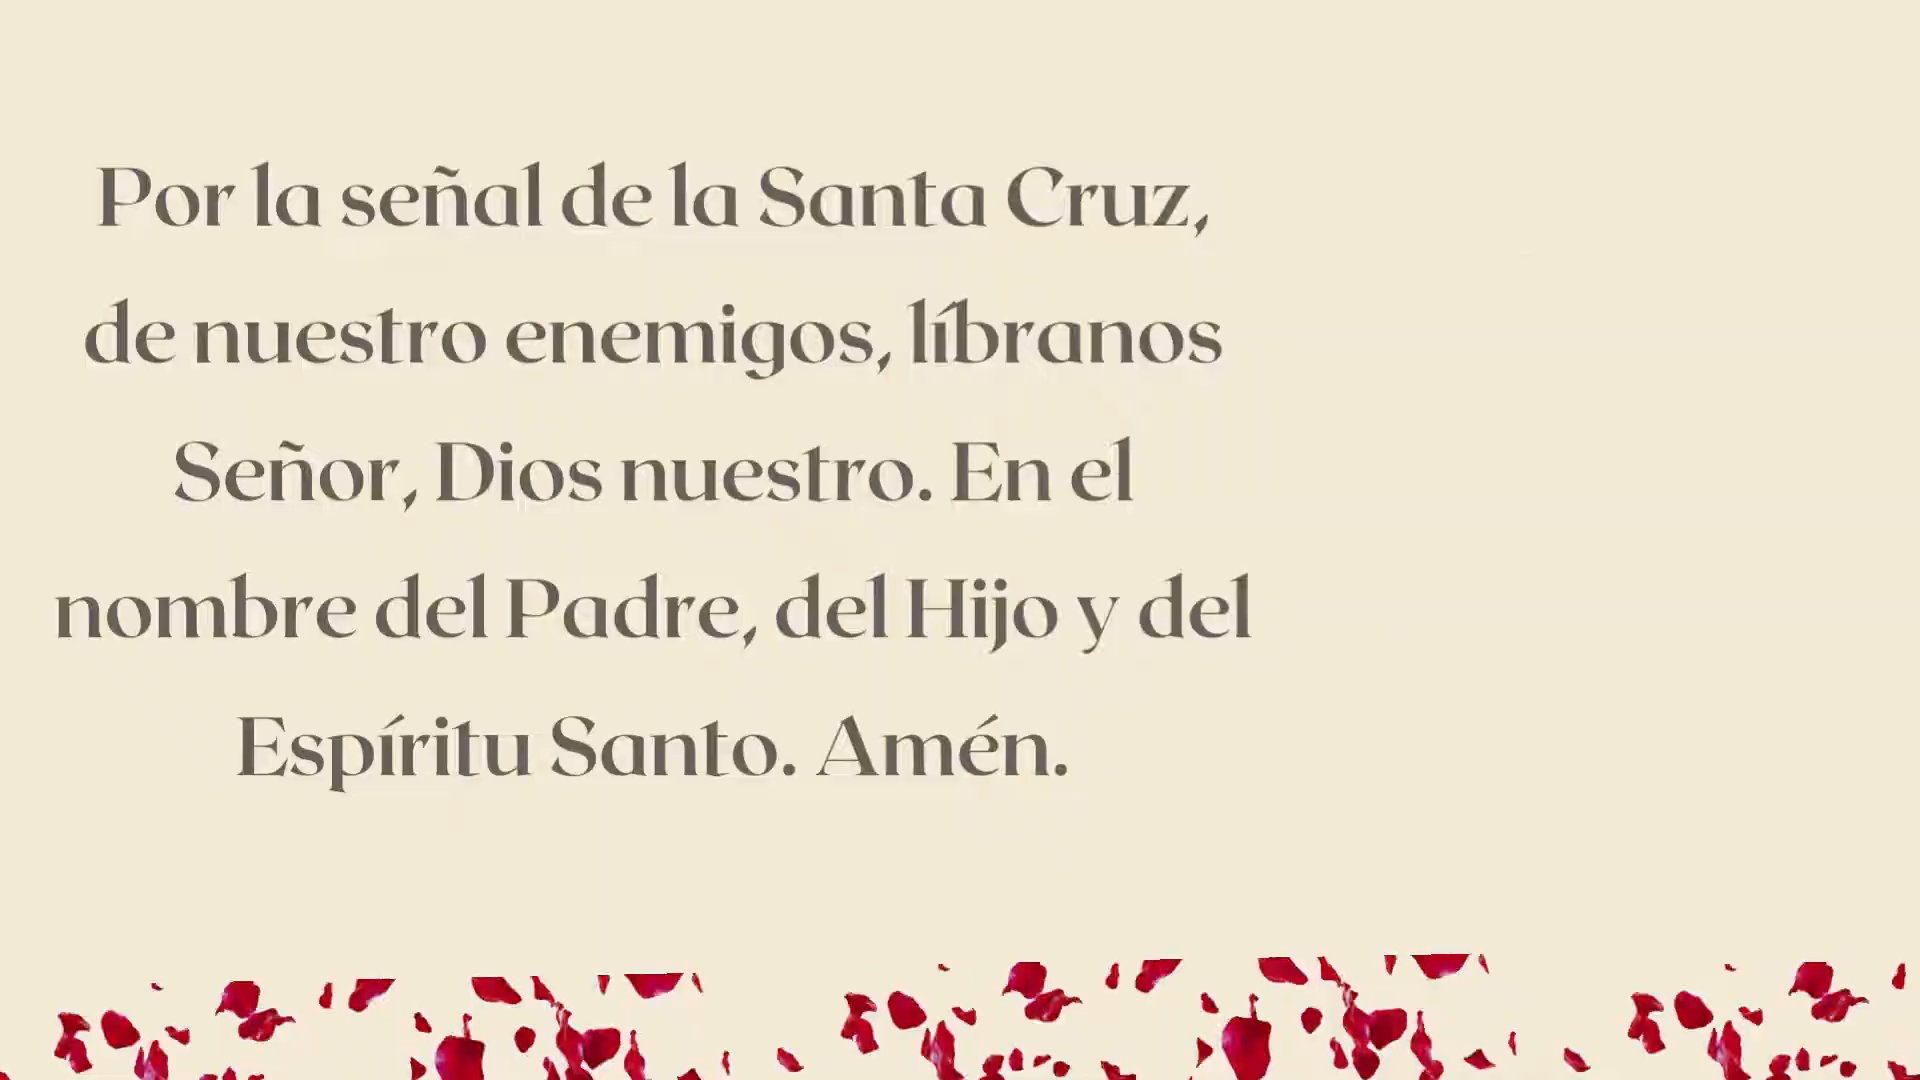 Por la señal de la Santa Cruz,
de nuestro enemigos, líbranos
Señor, Dios nuestro. En el
nombre del Padre, del Hijo y del
Espíritu Santo. Amén.